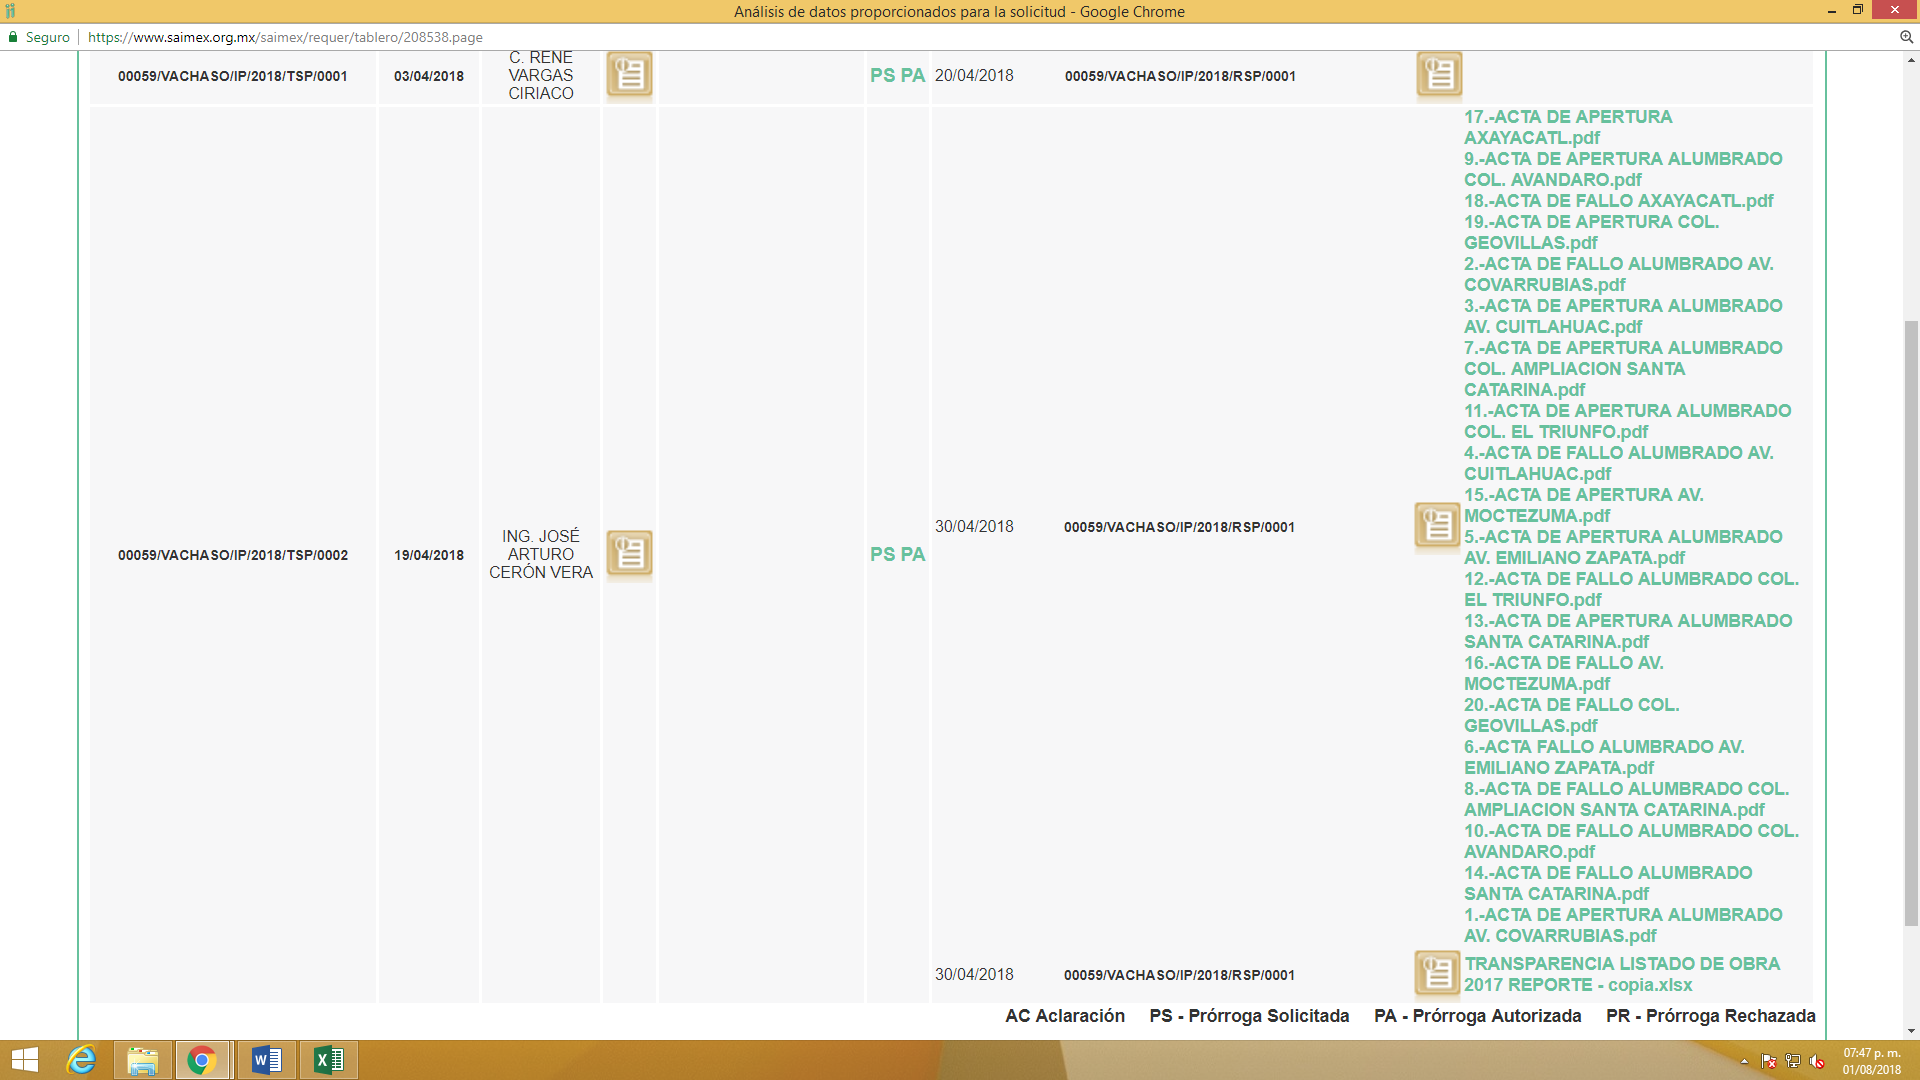 Análisis de datos proporcionados para la solicitud - Google Chrome
Seguro
https://www.saimex.org.mx/saimex/requer/tablero/208538.page
00059/VACHASO/IP/2018/TSP/0001
03/04/2018
C. RENE
VARGAS
CIRIACO
PS PA
20/04/2018
00059/VACHASO/IP/2018/RSP/0001
00059/VACHASO/IP/2018/TSP/0002
19/04/2018
ING. JOSÉ
ARTURO
CERÓN VERA
PS PA
30/04/2018
00059/VACHASO/IP/2018/RSP/0001
17.-ACTA DE APERTURA
AXAYACATL.pdf
9.-ACTA DE APERTURA ALUMBRADO
COL. AVANDARO.pdf
18.-ACTA DE FALLO AXAYACATL.pdf
19.-ACTA DE APERTURA COL.
GEOVILLAS.pdf
2.-ACTA DE FALLO ALUMBRADO AV.
COVARRUBIAS.pdf
3.-ACTA DE APERTURA ALUMBRADO
AV. CUITLAHUAC.pdf
7.-ACTA DE APERTURA ALUMBRADO
COL. AMPLIACION SANTA
CATARINA.pdf
11.-ACTA DE APERTURA ALUMBRADO
COL. EL TRIUNFO.pdf
4.-ACTA DE FALLO ALUMBRADO AV.
CUITLAHUAC.pdf
15.-ACTA DE APERTURA AV.
MOCTEZUMA.pdf
5.-ACTA DE APERTURA ALUMBRADO
AV. EMILIANO ZAPATA.pdf
12.-ACTA DE FALLO ALUMBRADO COL.
EL TRIUNFO.pdf
13.-ACTA DE APERTURA ALUMBRADO
SANTA CATARINA.pdf
16.-ACTA DE FALLO AV.
MOCTEZUMA.pdf
20.-ACTA DE FALLO COL.
GEOVILLAS.pdf
6.-ACTA FALLO ALUMBRADO AV.
EMILIANO ZAPATA.pdf
8.-ACTA DE FALLO ALUMBRADO COL.
AMPLIACION SANTA CATARINA.pdf
10.-ACTA DE FALLO ALUMBRADO COL.
AVANDARO.pdf
14.-ACTA DE FALLO ALUMBRADO
SANTA CATARINA.pdf
1.-ACTA DE APERTURA ALUMBRADO
AV. COVARRUBIAS.pdf
30/04/2018
00059/VACHASO/IP/2018/RSP/0001
TRANSPARENCIA LISTADO DE OBRA
2017 REPORTE - copia.xlsx
AC Aclaración PS - Prórroga Solicitada PA - Prórroga Autorizada PR - Prórroga Rechazada
07:47 p. m.
01/08/2018